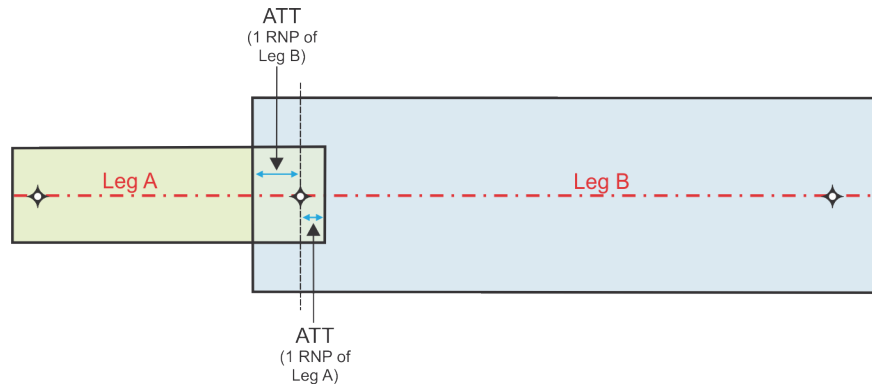 ATT
(1 RNP of
Leg B)
Leg A
Leg B
ATT
(1 RNP of
Leg A)